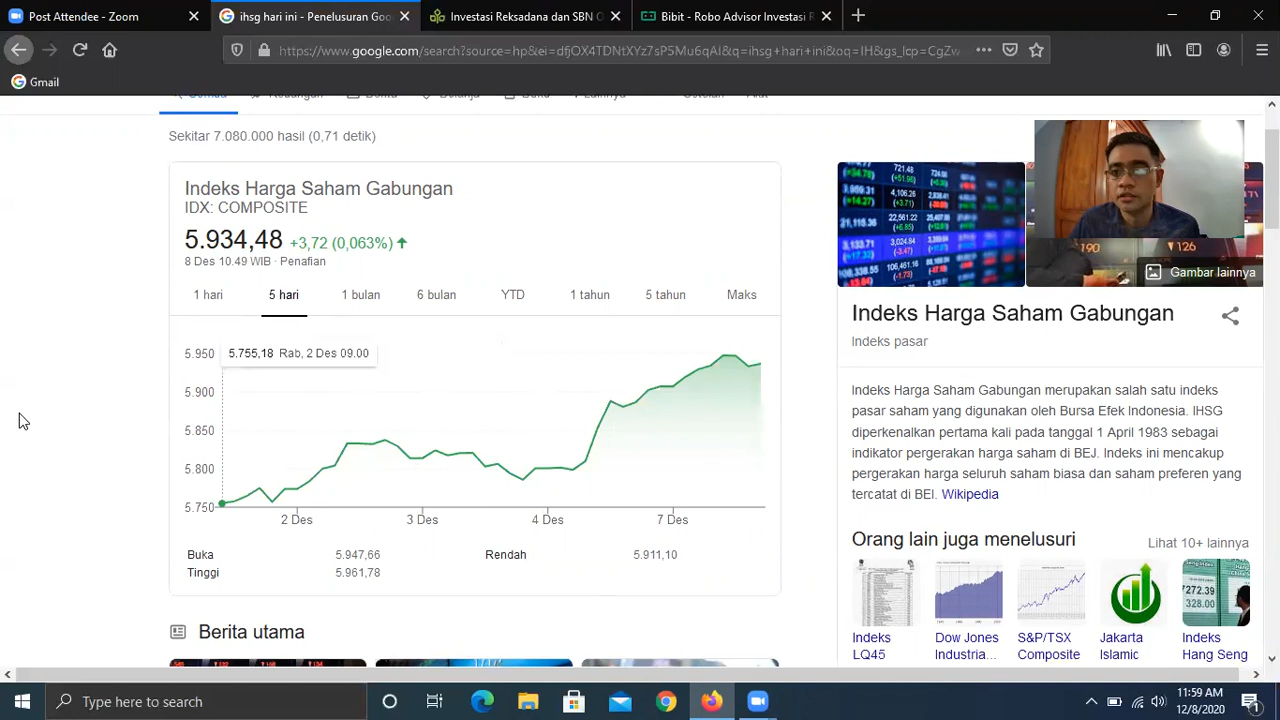 Post Attendee - Zoom
ihsg hari ini - Penelusuran Goo
Investasi Reksadana dan SBN O
Bibit - Robo Advisor Investasi R
https://www.google.com/search?source=hp&ei=dfjOX4TDNtXYz7sP5Mu6qAI&q=ihsg+hari+ini&oq=IH&gs_lcp=CgZw
Gmail
Sekitar 7.080.000 hasil (0,71 detik)
Indeks Harga Saham Gabungan
IDX: COMPOSITE
5.934,48 +3,72 (0,063%)
8 Des 10.49 WIB · Penafian
1 hari 5 hari 1 bulan 6 bulan YTD 1 tahun 5 tahun Maks
5.755,18 Rab, 2 Des 09.00
5.950
5.900
5.850
5.800
5.750
2 Des 3 Des 4 Des 7 Des
Buka 5.947,66 Rendah 5.911,10
Tinggi 5.961,78
Berita utama
190 126
Gambar lainnya
Indeks Harga Saham Gabungan
Indeks pasar
Indeks Harga Saham Gabungan merupakan salah satu indeks
pasar saham yang digunakan oleh Bursa Efek Indonesia. IHSG
diperkenalkan pertama kali pada tanggal 1 April 1983 sebagai
indikator pergerakan harga saham di BEJ. Indeks ini mencakup
pergerakan harga seluruh saham biasa dan saham preferen yang
tercatat di BEI. Wikipedia
Orang lain juga menelusuri
Lihat 10+ lainnya
272.39
328.00
Indeks
LQ45
Dow Jones
Industria...
S&P/TSX
Composite
Jakarta
Islamic
Indeks
Hang Seng
Type here to search
11:59 AM
12/8/2020
1